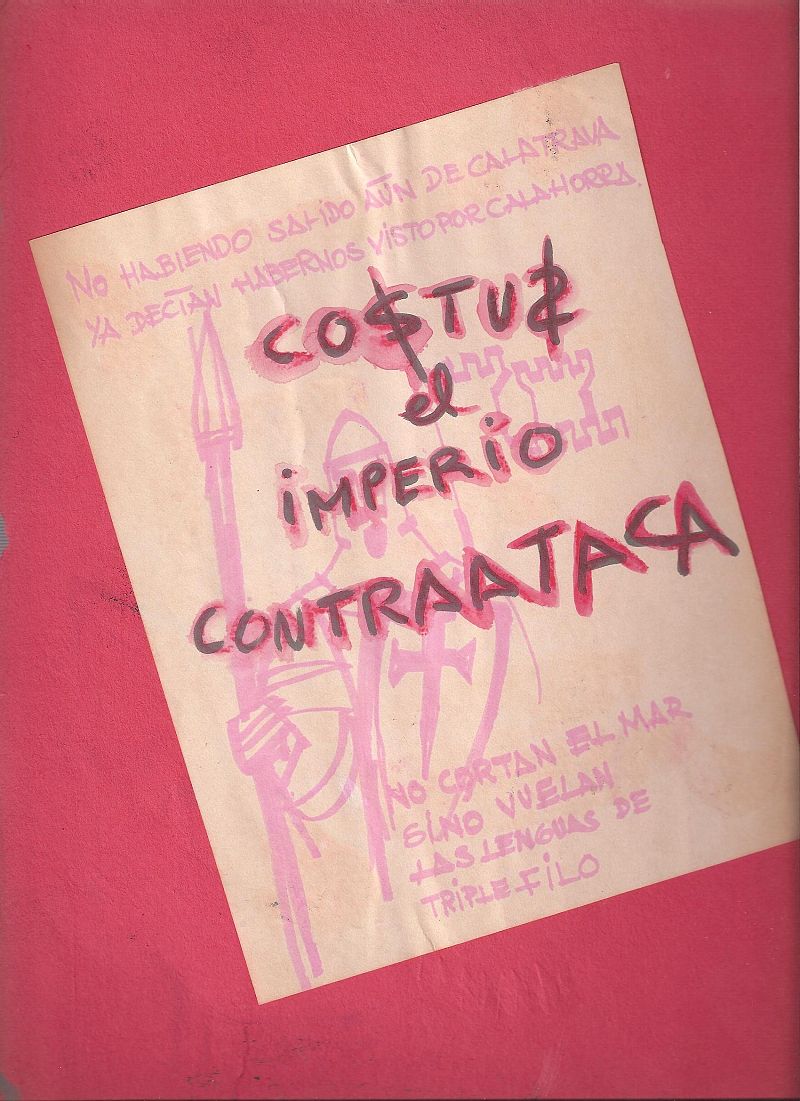 NO HABIENDO SALIDO AÚN DE CALATRAVA
YA DECÍAN HABERNOS VISTO POR CALAHORRA.
CO$TUS
el
iMPERiO
CONTRAATACA
NO CORTAN EL MAR
SINO VUELAN
LAS LENGUAS DE
TRIPLE FILO